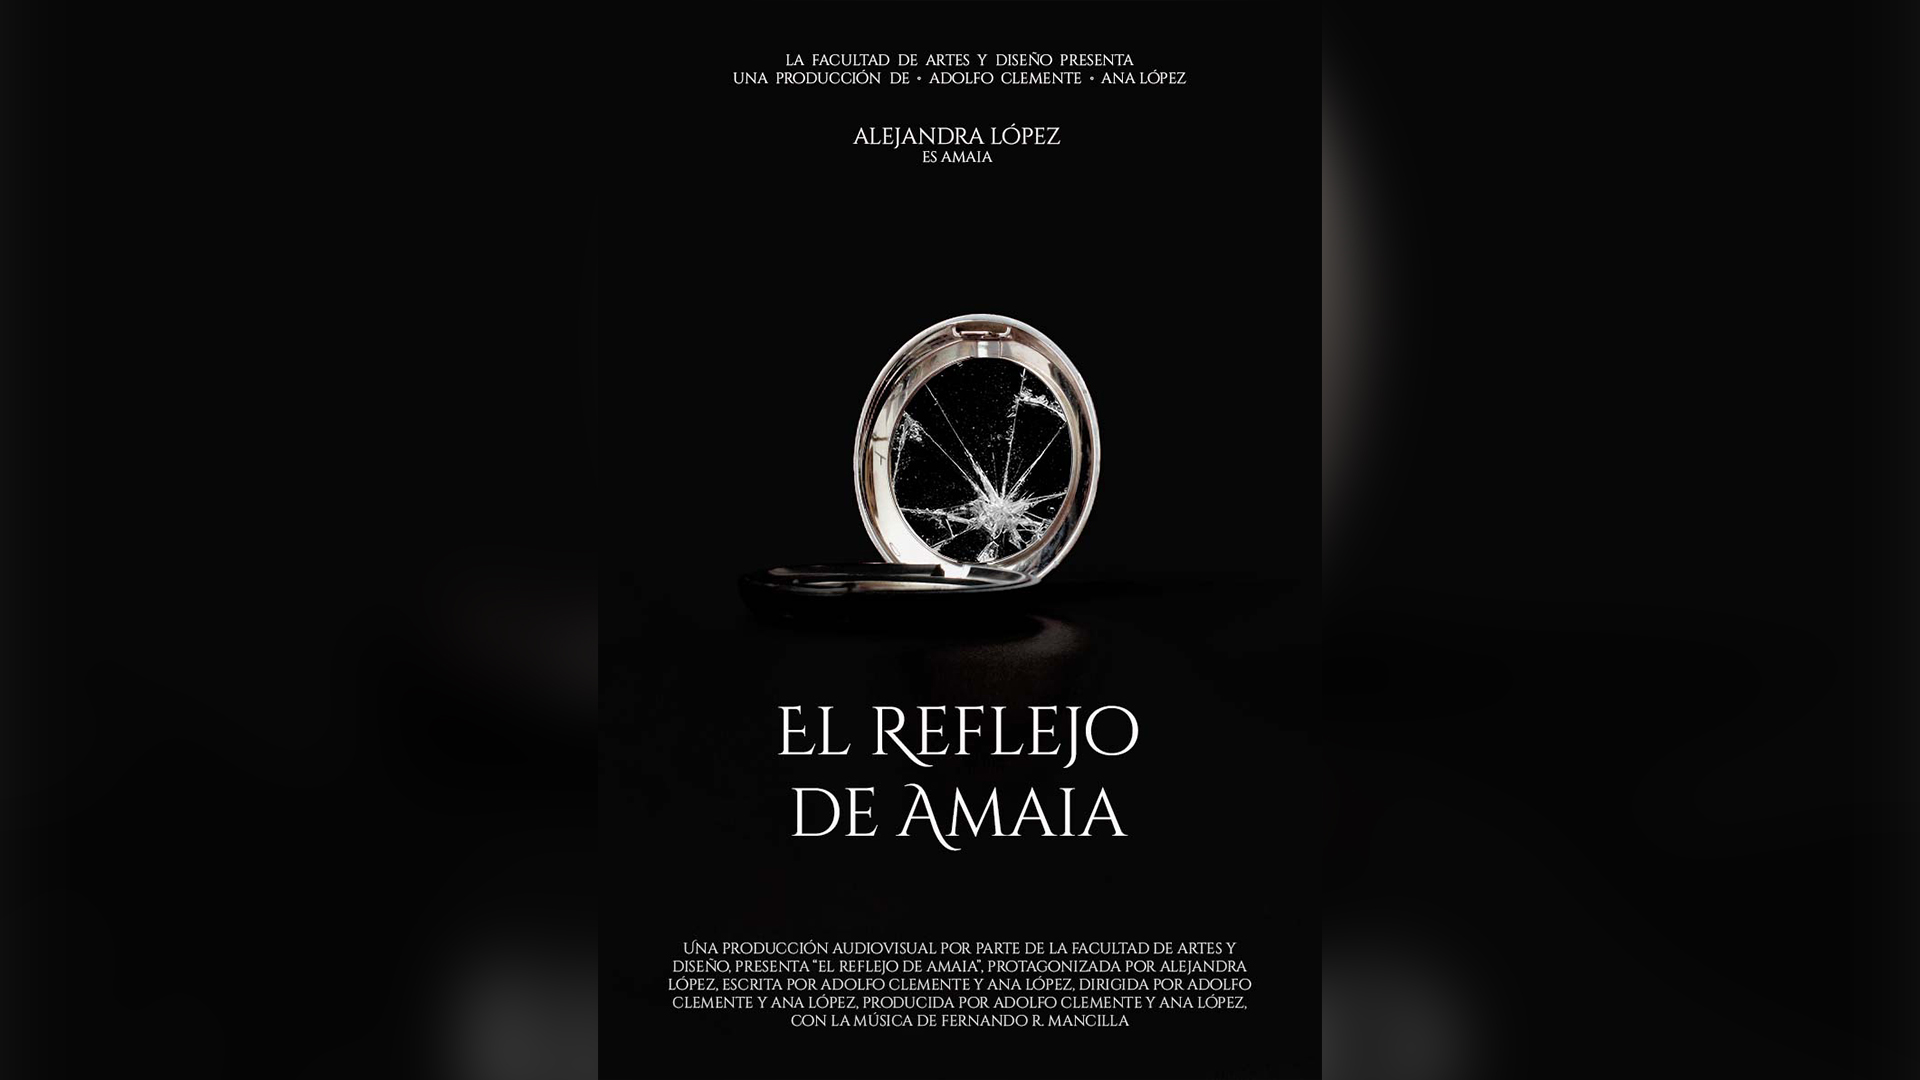 LA FACULTAD DE ARTES Y DISEÑO PRESENTA
UNA PRODUCCIÓN DE • ADOLFO CLEMENTE • ANA LÓPEZ
ALEJANDRA LÓPEZ
ES AMAIA
EL REFLEJO
DE AMAIA
UNA PRODUCCIÓN AUDIOVISUAL POR PARTE DE LA FACULTAD DE ARTES Y
DISEÑO, PRESENTA “EL REFLEJO DE AMAIA”, PROTAGONIZADA POR ALEJANDRA
LÓPEZ, ESCRITA POR ADOLFO CLEMENTE Y ANA LÓPEZ, DIRIGIDA POR ADOLFO
CLEMENTE Y ANA LÓPEZ, PRODUCIDA POR ADOLFO CLEMENTE Y ANA LÓPEZ,
CON LA MÚSICA DE FERNANDO R. MANCILLA